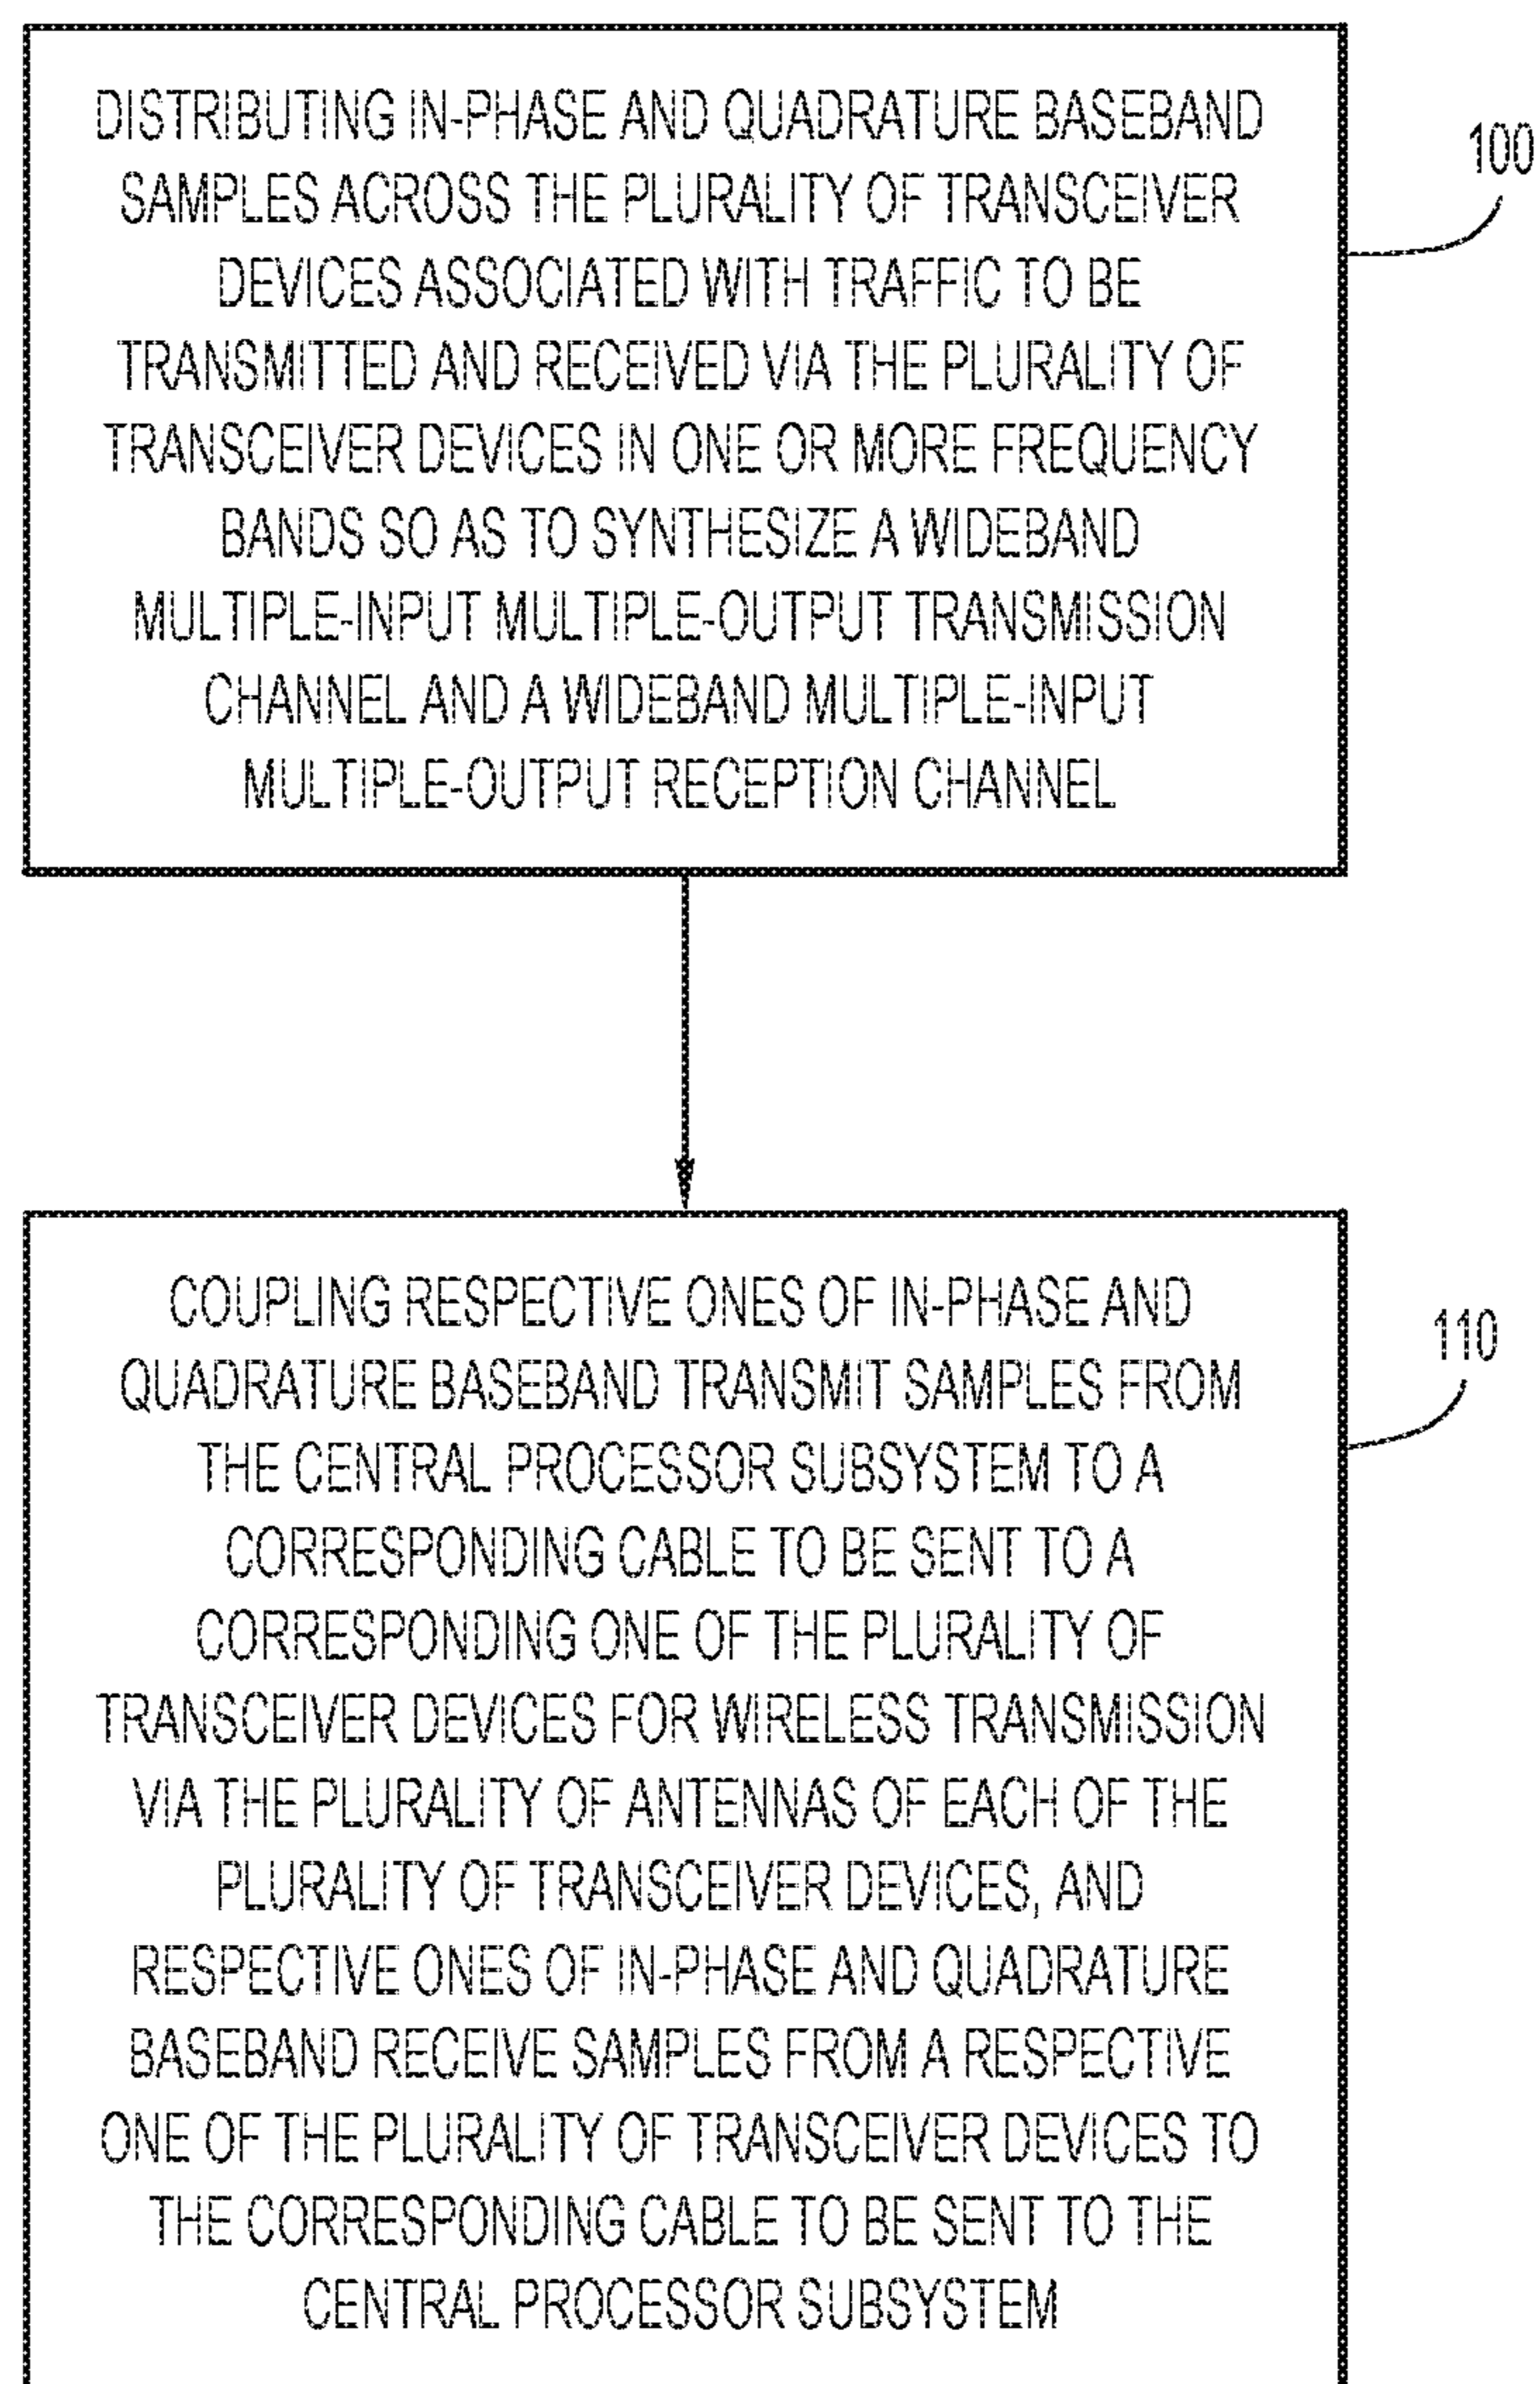 DISTRIBUTING IN-PHASE AND QUADRATURE BASEBAND
SAMPLES ACROSS THE PLURALITY OF TRANSCEIVER
DEVICES ASSOCIATED WITH TRAFFIC TO BE
TRANSMITTED AND RECEIVED VIA THE PLURALITY OF
TRANSCEIVER DEVICES IN ONE OR MORE FREQUENCY
BANDS SO AS TO SYNTHESIZE A WIDEBAND
MULTIPLE-INPUT MULTIPLE-OUTPUT TRANSMISSION
CHANNEL AND A WIDEBAND MULTIPLE-INPUT
MULTIPLE-OUTPUT RECEPTION CHANNEL
100
COUPLING RESPECTIVE ONES OF IN-PHASE AND
QUADRATURE BASEBAND TRANSMIT SAMPLES FROM
THE CENTRAL PROCESSOR SUBSYSTEM TO A
CORRESPONDING CABLE TO BE SENT TO A
CORRESPONDING ONE OF THE PLURALITY OF
TRANSCEIVER DEVICES FOR WIRELESS TRANSMISSION
VIA THE PLURALITY OF ANTENNAS OF EACH OF THE
PLURALITY OF TRANSCEIVER DEVICES, AND
RESPECTIVE ONES OF IN-PHASE AND QUADRATURE
BASEBAND RECEIVE SAMPLES FROM A RESPECTIVE
ONE OF THE PLURALITY OF TRANSCEIVER DEVICES TO
THE CORRESPONDING CABLE TO BE SENT TO THE
CENTRAL PROCESSOR SUBSYSTEM
110